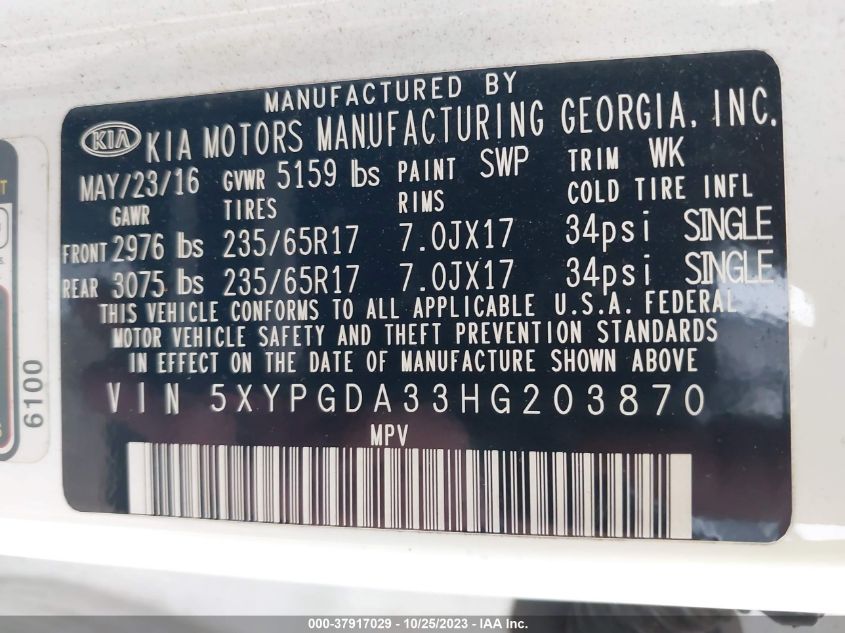 MANUFACTURED BY
KIA KIA MOTORS MANUFACTURING GEORGIA, INC.
MAY/23/16 GVWR 5159 lbs PAINT SWP TRIM WK
GAWR TIRES RIMS COLD TIRE INFL
FRONT 2976 lbs 235/65R17 7.0JX17 34psi SINGLE
REAR 3075 lbs 235/65R17 7.0JX17 34psi SINGLE
THIS VEHICLE CONFORMS TO ALL APPLICABLE U.S.A. FEDERAL
MOTOR VEHICLE SAFETY AND THEFT PREVENTION STANDARDS
IN EFFECT ON THE DATE OF MANUFACTURE SHOWN ABOVE
VIN 5XYPGDA33HG203870
MPV
6100
000-37917029 - 10/25/2023 - IAA Inc.